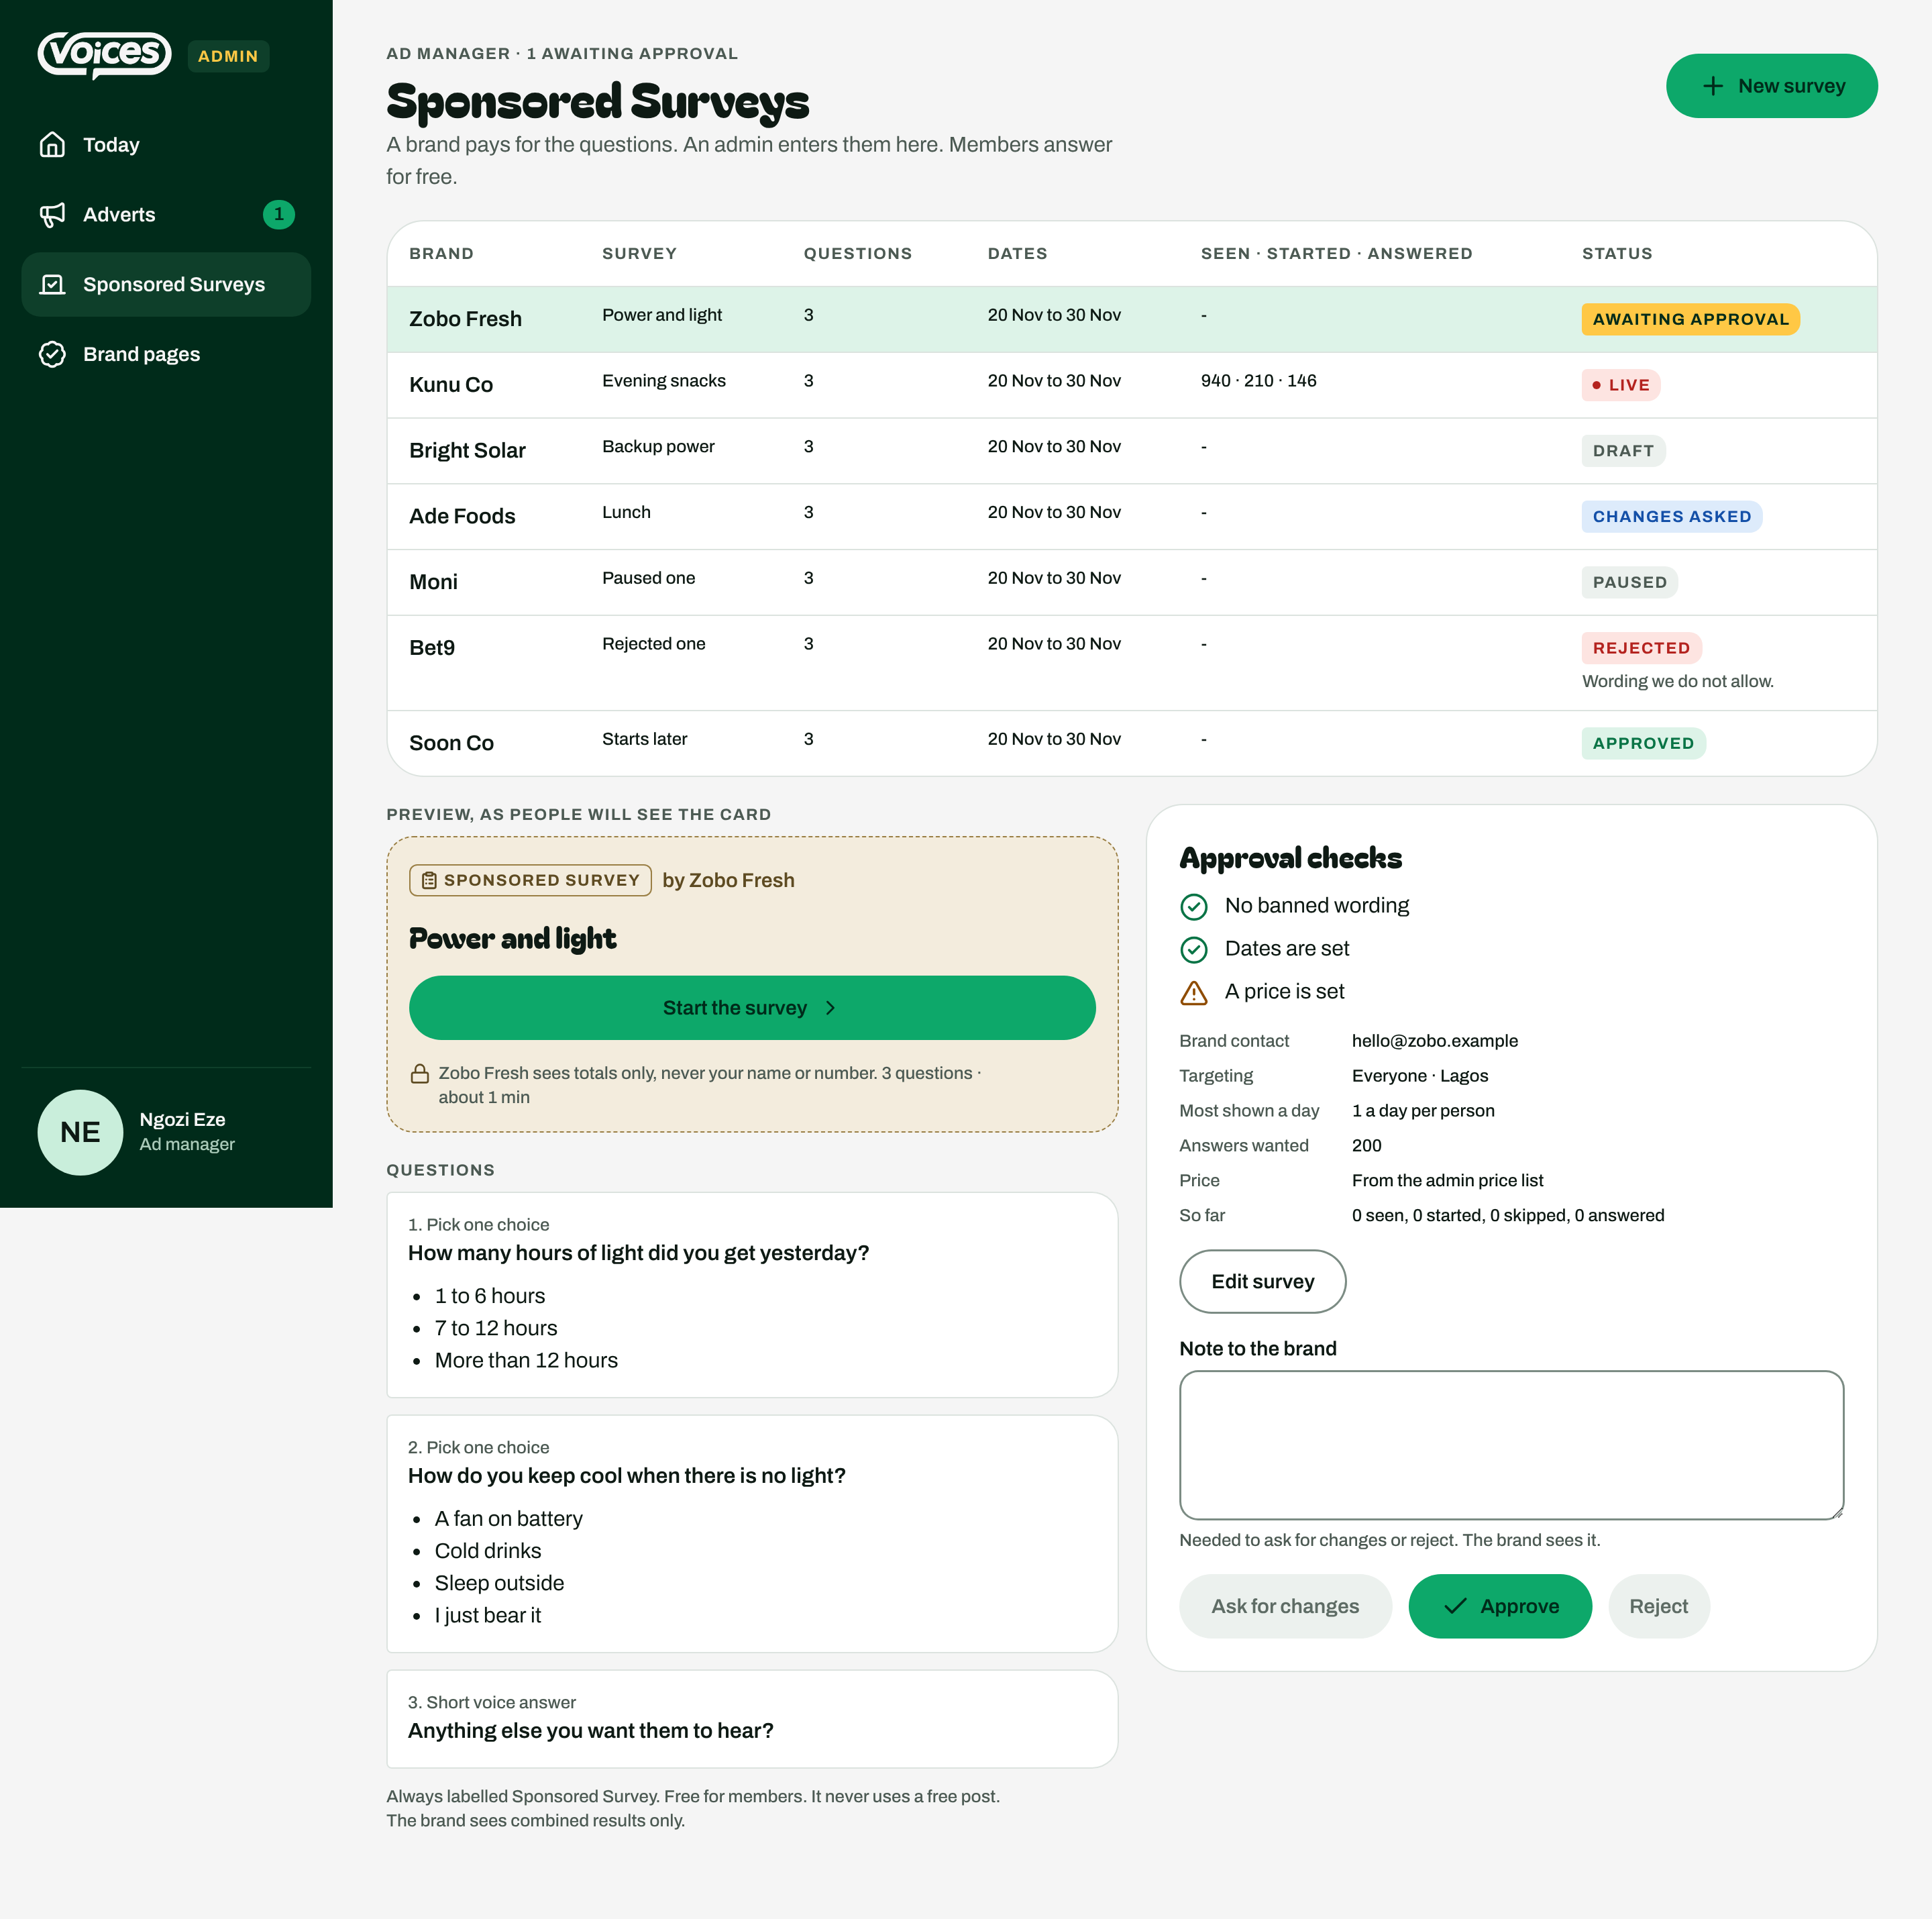 voices
ADMIN
Today
Adverts
1
Sponsored Surveys
Brand pages
NE
Ngozi Eze
Ad manager
AD MANAGER · 1 AWAITING APPROVAL
Sponsored Surveys
A brand pays for the questions. An admin enters them here. Members answer
for free.
New survey
BRAND SURVEY QUESTIONS DATES SEEN · STARTED · ANSWERED STATUS
Zobo Fresh Power and light 3 20 Nov to 30 Nov - AWAITING APPROVAL
Kunu Co Evening snacks 3 20 Nov to 30 Nov 940 · 210 · 146 LIVE
Bright Solar Backup power 3 20 Nov to 30 Nov - DRAFT
Ade Foods Lunch 3 20 Nov to 30 Nov - CHANGES ASKED
Moni Paused one 3 20 Nov to 30 Nov - PAUSED
Bet9 Rejected one 3 20 Nov to 30 Nov - REJECTED
Wording we do not allow.
Soon Co Starts later 3 20 Nov to 30 Nov - APPROVED
PREVIEW, AS PEOPLE WILL SEE THE CARD
SPONSORED SURVEY by Zobo Fresh
Power and light
Start the survey
Zobo Fresh sees totals only, never your name or number. 3 questions ·
about 1 min
QUESTIONS
1. Pick one choice
How many hours of light did you get yesterday?
• 1 to 6 hours
• 7 to 12 hours
• More than 12 hours
2. Pick one choice
How do you keep cool when there is no light?
• A fan on battery
• Cold drinks
• Sleep outside
• I just bear it
3. Short voice answer
Anything else you want them to hear?
Always labelled Sponsored Survey. Free for members. It never uses a free post.
The brand sees combined results only.
Approval checks
No banned wording
Dates are set
A price is set
Brand contact hello@zobo.example
Targeting Everyone · Lagos
Most shown a day 1 a day per person
Answers wanted 200
Price From the admin price list
So far 0 seen, 0 started, 0 skipped, 0 answered
Edit survey
Note to the brand
Needed to ask for changes or reject. The brand sees it.
Ask for changes
Approve
Reject